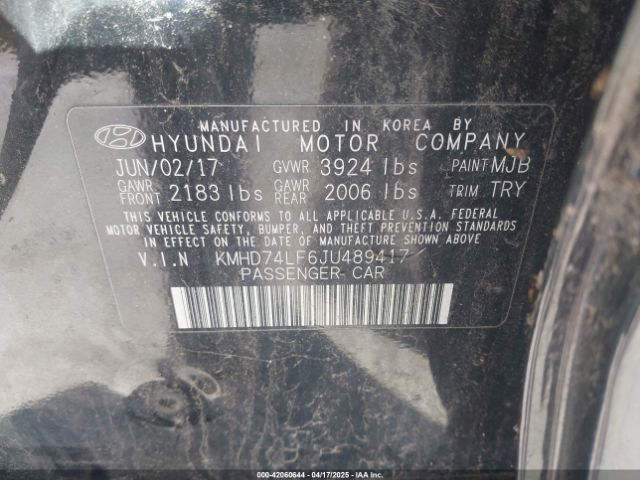 MANUFACTURED IN KOREA BY
HYUNDAI MOTOR COMPANY
JUN/02/17 GVWR 3924 lbs PAINT MJB
GAWR FRONT 2183 lbs GAWR REAR 2006 lbs TRIM TRY
THIS VEHICLE CONFORMS TO ALL APPLICABLE U.S.A. FEDERAL
MOTOR VEHICLE SAFETY, BUMPER, AND THEFT PREVENTION STANDARDS
IN EFFECT ON THE DATE OF MANUFACTURE SHOWN ABOVE.
V.I.N KMHD74LF6JU489417
PASSENGER CAR
000-42060644 - 04/17/2025 - IAAI.COM